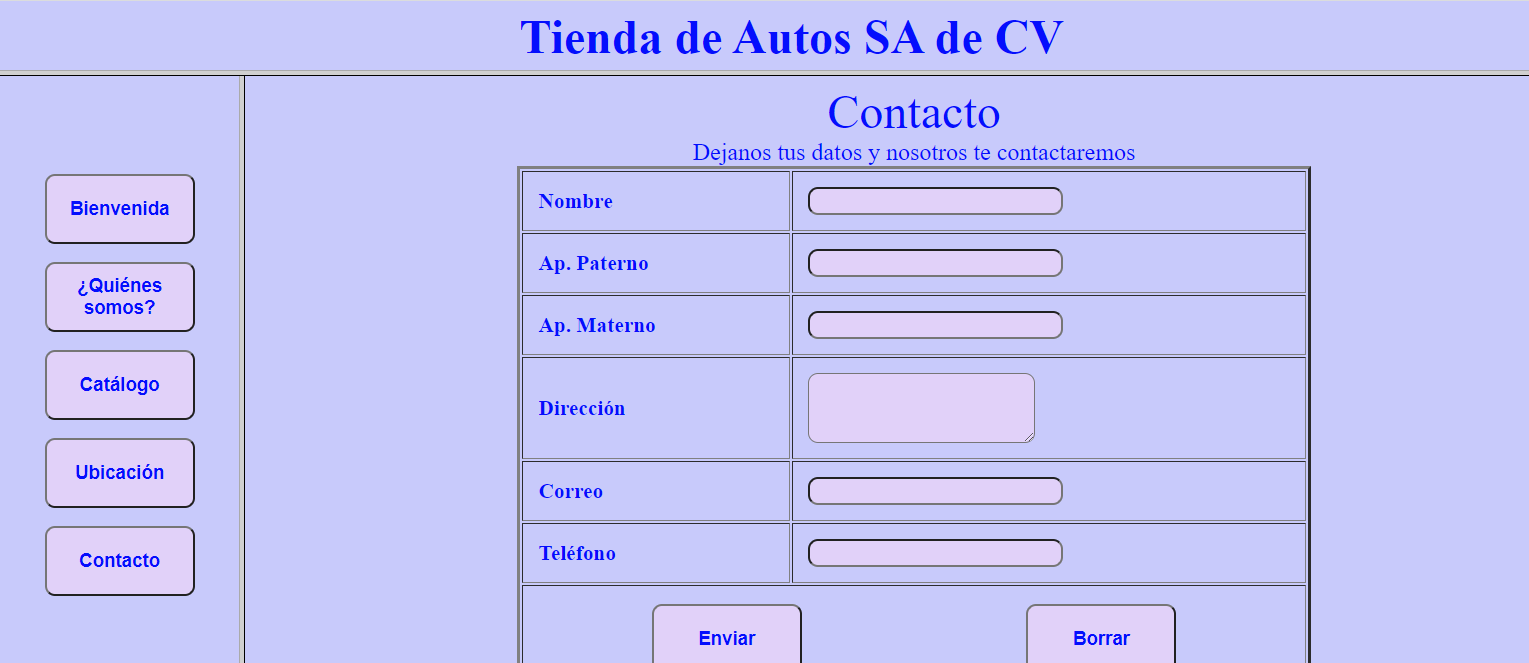 Tienda de Autos SA de CV
Bienvenida
¿Quiénes
somos?
Catálogo
Ubicación
Contacto
Contacto
Dejanos tus datos y nosotros te contactaremos
Nombre
Ap. Paterno
Ap. Materno
Dirección
Correo
Teléfono
Enviar
Borrar